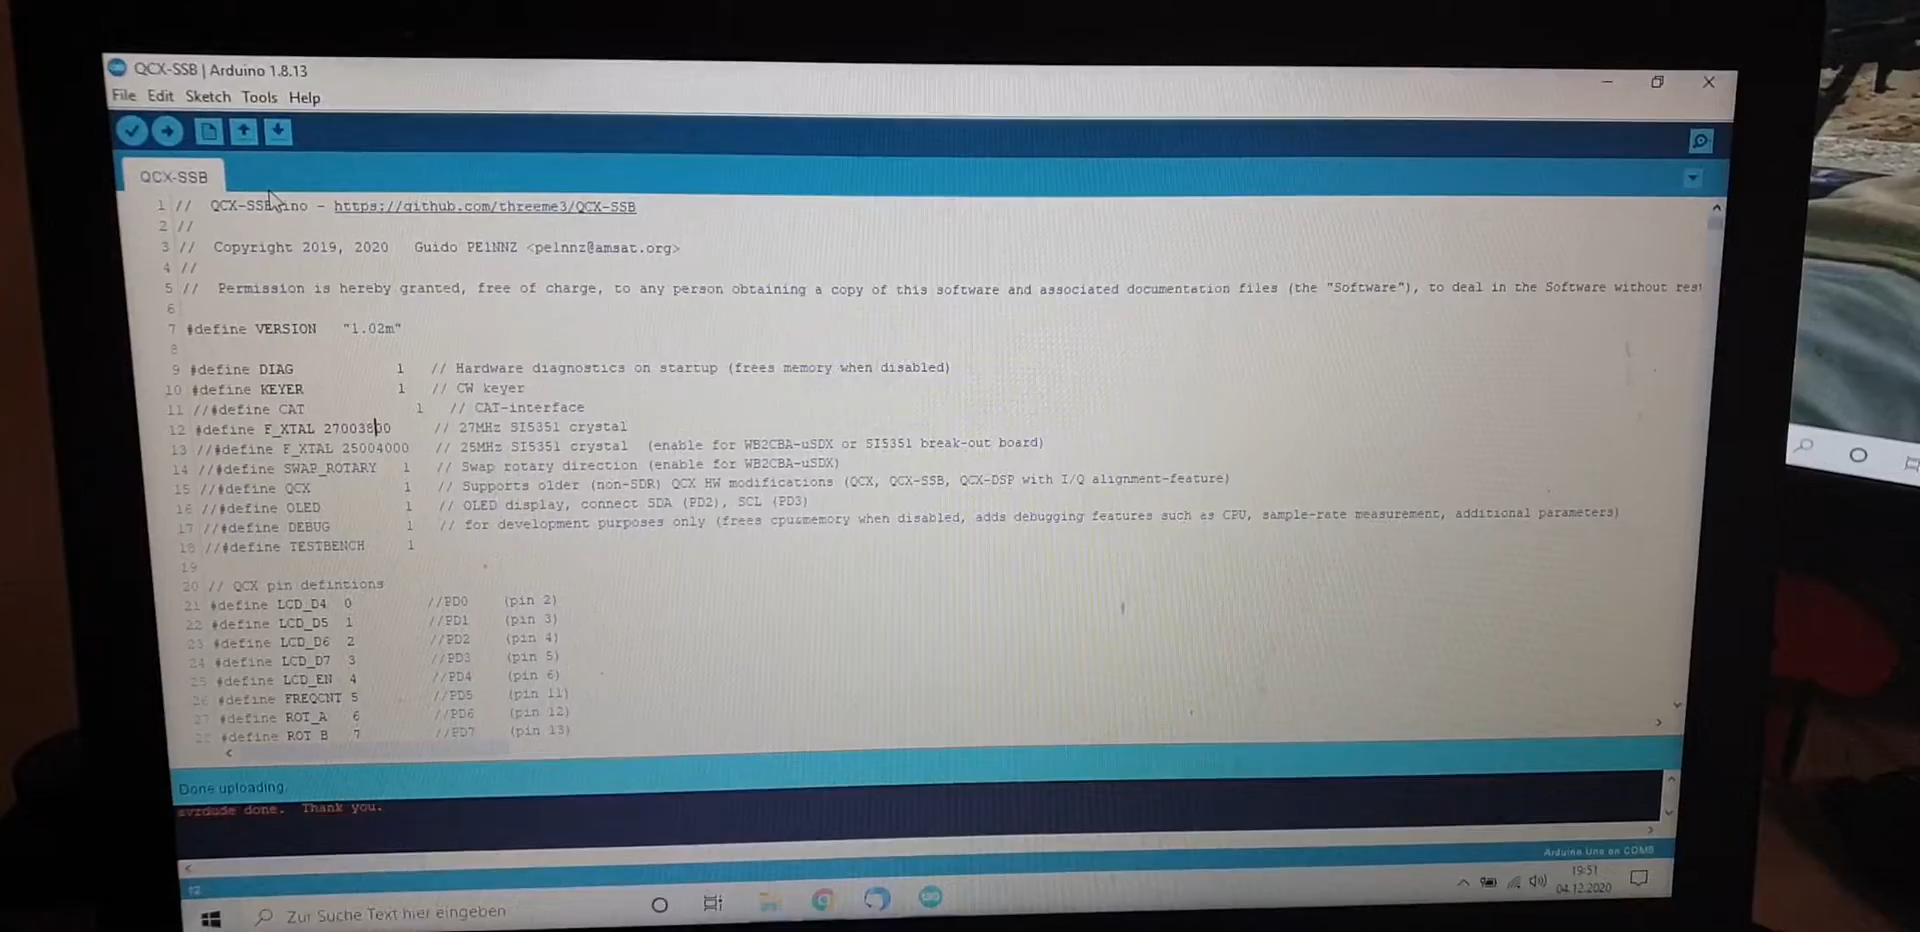 QCX-SSB | Arduino 1.8.13
File Edit Sketch Tools Help
QCX-SSB
1 // QCX-SSB.ino - https://github.com/threeme3/QCX-SSB
2 //
3 // Copyright 2019, 2020 Guido PE1NNZ <pe1nnz@amsat.org>
4 //
5 // Permission is hereby granted, free of charge, to any person obtaining a copy of this software and associated documentation files (the "Software"), to deal in the Software without rest
6
7 #define VERSION "1.02m"
8
9 #define DIAG 1 // Hardware diagnostics on startup (frees memory when disabled)
10 #define KEYER 1 // CW keyer
11 //#define CAT 1 // CAT-interface
12 #define F_XTAL 27003800 // 27MHz SI5351 crystal
13 //#define F_XTAL 25004000 // 25MHz SI5351 crystal (enable for WB2CBA-uSDX or SI5351 break-out board)
14 //#define SWAP_ROTARY 1 // Swap rotary direction (enable for WB2CBA-uSDX)
15 //#define QCX 1 // Supports older (non-SDR) QCX HW modifications (QCX, QCX-SSB, QCX-DSP with I/Q alignment-feature)
16 //#define OLED 1 // OLED display, connect SDA (PD2), SCL (PD3)
17 //#define DEBUG 1 // for development purposes only (frees cpu&memory when disabled, adds debugging features such as CPU, sample-rate measurement, additional parameters)
18 //#define TESTBENCH 1
19
20 // QCX pin defintions
21 #define LCD_D4 0 //PD0 (pin 2)
22 #define LCD_D5 1 //PD1 (pin 3)
23 #define LCD_D6 2 //PD2 (pin 4)
24 #define LCD_D7 3 //PD3 (pin 5)
25 #define LCD_EN 4 //PD4 (pin 6)
26 #define FREQCNT 5 //PD5 (pin 11)
27 #define ROT_A 6 //PD6 (pin 12)
28 #define ROT_B 7 //PD7 (pin 13)
Done uploading.
avrdude done. Thank you.
12
Arduino Uno on COM8
Zur Suche Text hier eingeben
19:51
04.12.2020